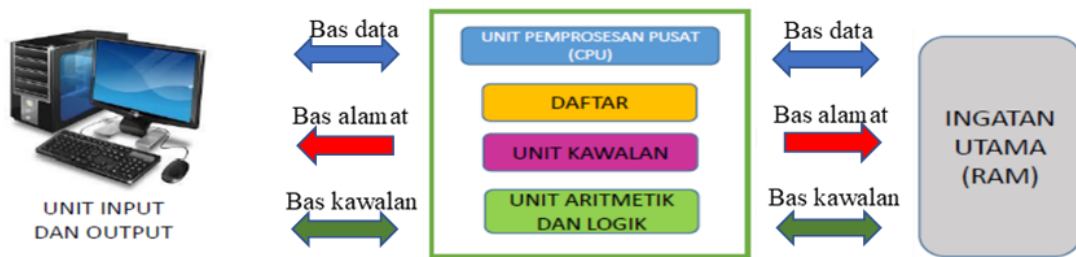 Bas data
Bas alamat
Bas kawalan
UNIT INPUT
DAN OUTPUT
UNIT PEMPROSESAN PUSAT
(CPU)
DAFTAR
UNIT KAWALAN
UNIT ARITMETIK
DAN LOGIK
Bas data
Bas alamat
Bas kawalan
INGATAN
UTAMA
(RAM)